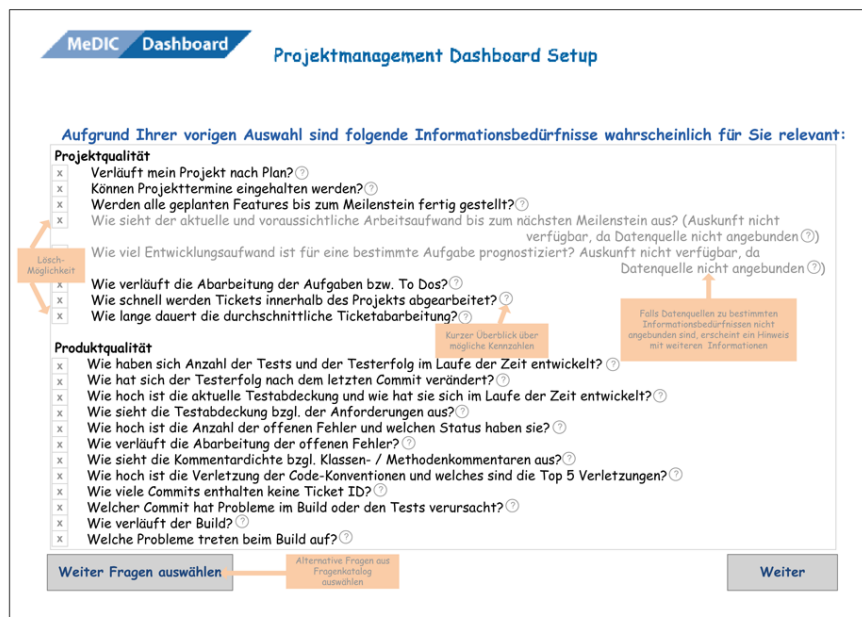 MeDIC Dashboard
Projektmanagement Dashboard Setup
Aufgrund Ihrer vorigen Auswahl sind folgende Informationsbedürfnisse wahrscheinlich für Sie relevant:
Projektqualität
x Verläuft mein Projekt nach Plan? ?
x Können Projekttermine eingehalten werden? ?
x Werden alle geplanten Features bis zum Meilenstein fertig gestellt? ?
x Wie sieht der aktuelle und voraussichtliche Arbeitsaufwand bis zum nächsten Meilenstein aus? (Auskunft nicht
verfügbar, da Datenquelle nicht angebunden ?)
Wie viel Entwicklungsaufwand ist für eine bestimmte Aufgabe prognostiziert? Auskunft nicht verfügbar, da
Datenquelle nicht angebunden ?)
Lösch-
Möglichkeit
x Wie verläuft die Abarbeitung der Aufgaben bzw. To Dos? ?
x Wie schnell werden Tickets innerhalb des Projekts abgearbeitet? ?
x Wie lange dauert die durchschnittliche Ticketabarbeitung? ?
Kurzer Überblick über
mögliche Kennzahlen
Falls Datenquellen zu bestimmten
Informationsbedürfnissen nicht
angebunden sind, erscheint ein Hinweis
mit weiteren Informationen
Produktqualität
x Wie haben sich Anzahl der Tests und der Testerfolg im Laufe der Zeit entwickelt? ?
x Wie hat sich der Testerfolg nach dem letzten Commit verändert? ?
x Wie hoch ist die aktuelle Testabdeckung und wie hat sie sich im Laufe der Zeit entwickelt? ?
x Wie sieht die Testabdeckung bzgl. der Anforderungen aus? ?
x Wie hoch ist die Anzahl der offenen Fehler und welchen Status haben sie? ?
x Wie verläuft die Abarbeitung der offenen Fehler? ?
x Wie sieht die Kommentardichte bzgl. Klassen- / Methodenkommentaren aus? ?
x Wie hoch ist die Verletzung der Code-Konventionen und welches sind die Top 5 Verletzungen? ?
x Wie viele Commits enthalten keine Ticket ID? ?
x Welcher Commit hat Probleme im Build oder den Tests verursacht? ?
x Wie verläuft der Build? ?
x Welche Probleme treten beim Build auf? ?
Weiter Fragen auswählen
Alternative Fragen aus
Fragenkatalog
auswählen
Weiter